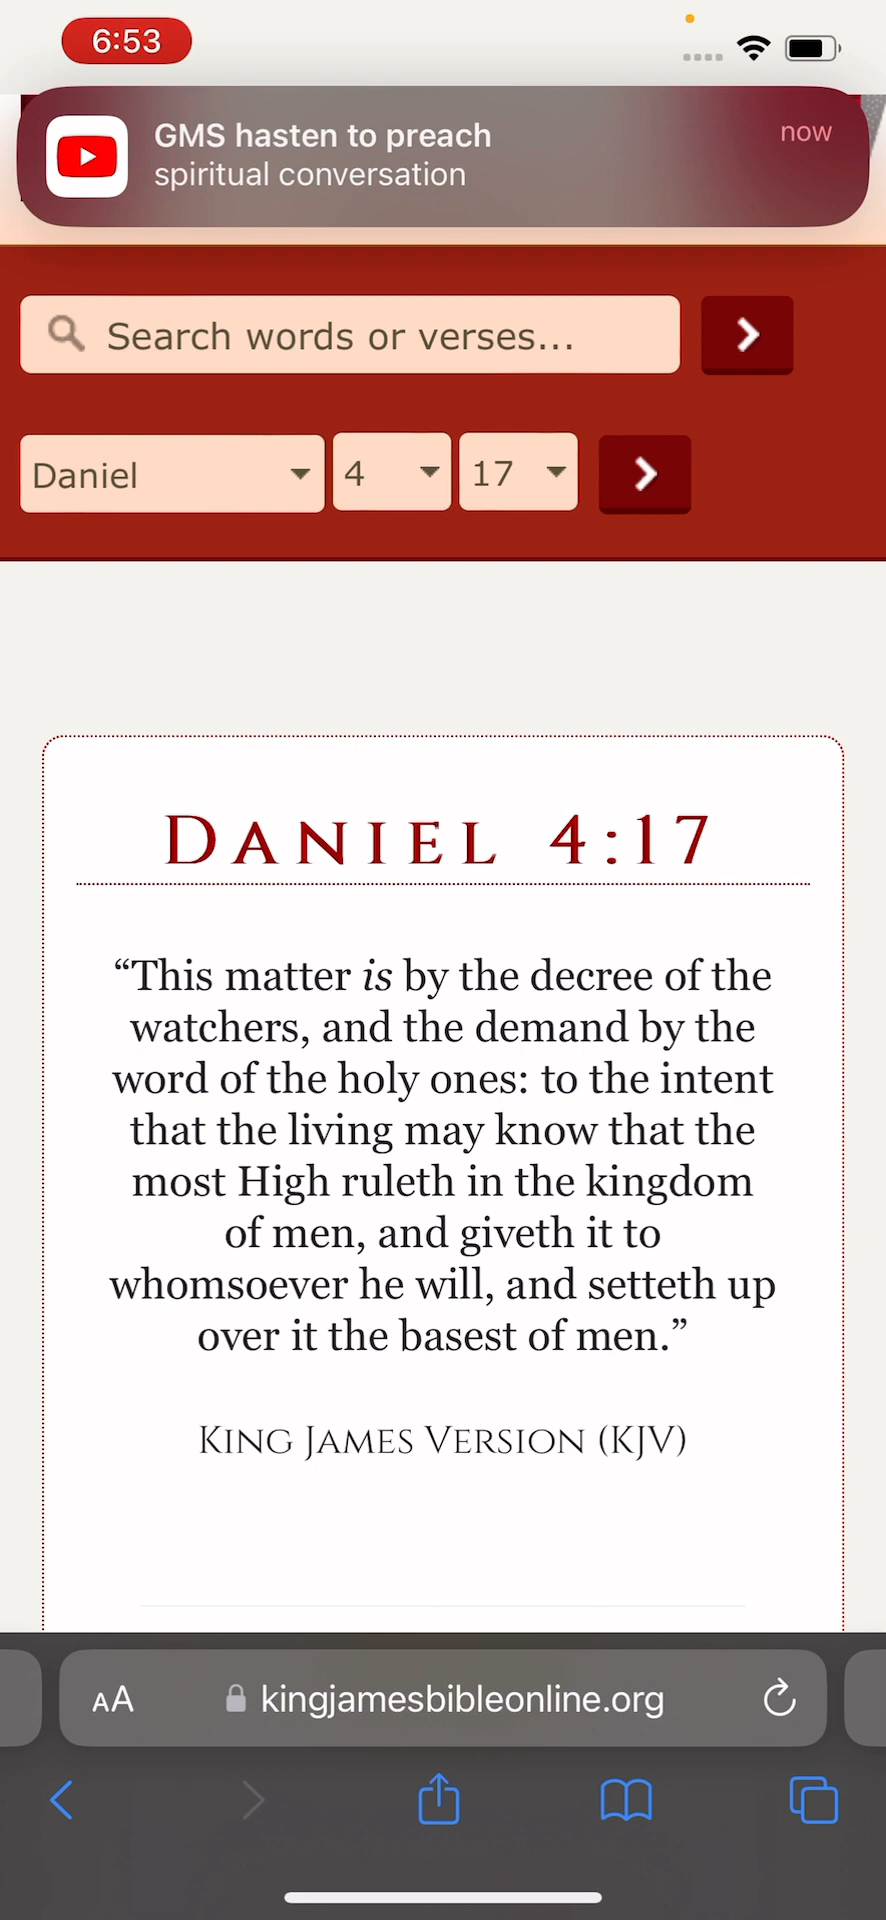 6:53
GMS hasten to preach
now
spiritual conversation
Search words or verses...
Daniel 4 17
DANIEL 4:17
“This matter is by the decree of the
watchers, and the demand by the
word of the holy ones: to the intent
that the living may know that the
most High ruleth in the kingdom
of men, and giveth it to
whomsoever he will, and setteth up
over it the basest of men.”
KING JAMES VERSION (KJV)
AA kingjamesbibleonline.org